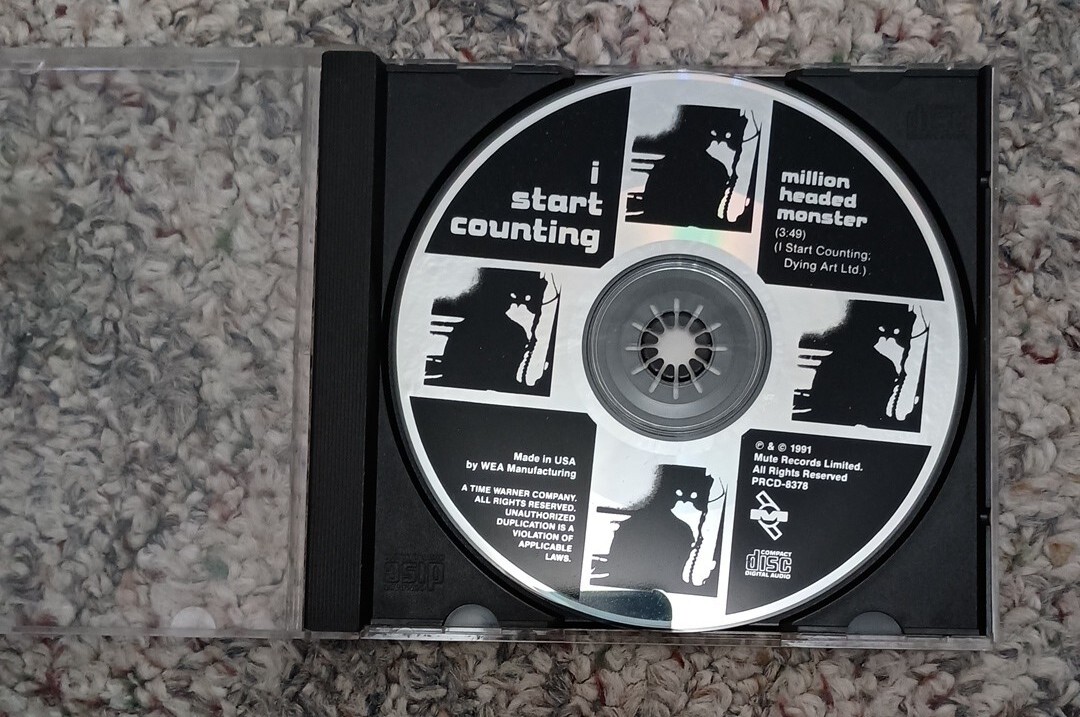 i
start
counting
million
headed
monster
(3:49)
(I Start Counting;
Dying Art Ltd.)
Made in USA
by WEA Manufacturing
A TIME WARNER COMPANY.
ALL RIGHTS RESERVED.
UNAUTHORIZED
DUPLICATION IS A
VIOLATION OF
APPLICABLE
LAWS.
℗ & © 1991
Mute Records Limited.
All Rights Reserved
PRCD-8378
COMPACT
disc
DIGITAL AUDIO
disc
disc